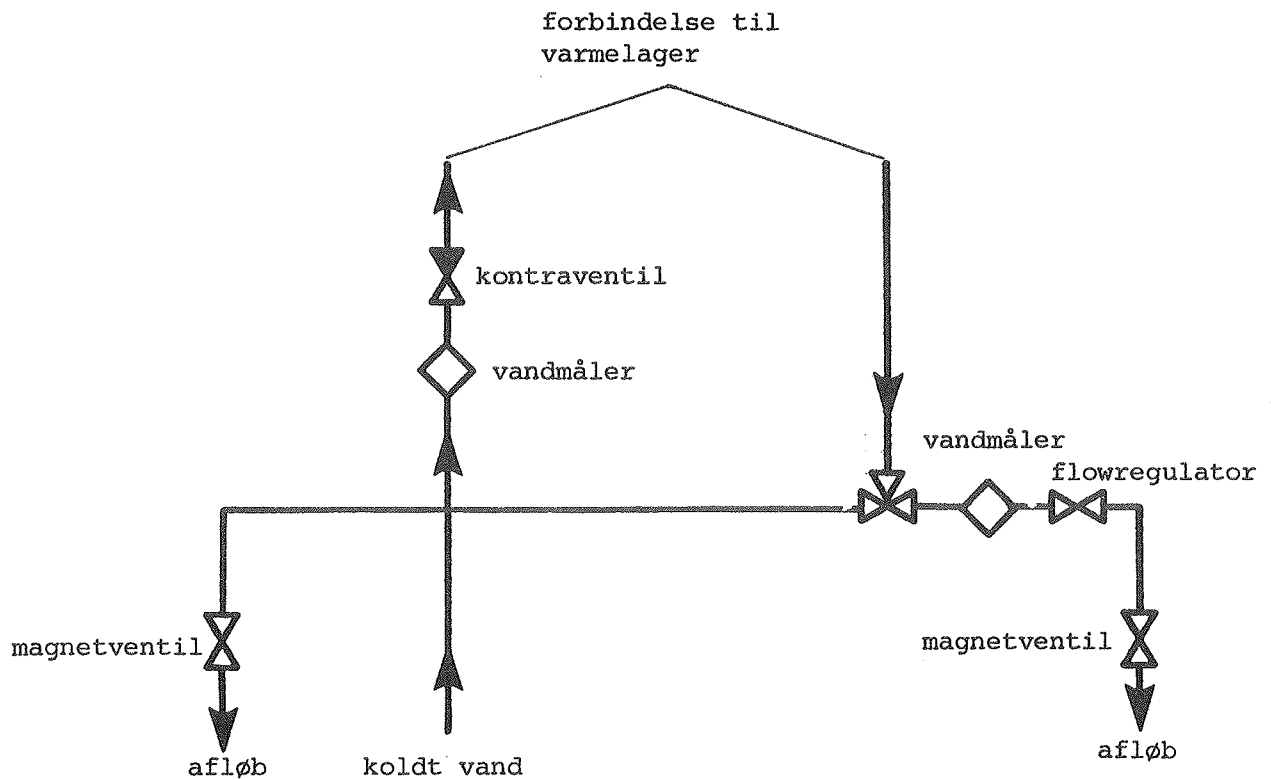 forbindelse til
varmelager
kontraventil
vandmåler
vandmåler
flowregulator
magnetventil
magnetventil
afløb
koldt vand
afløb